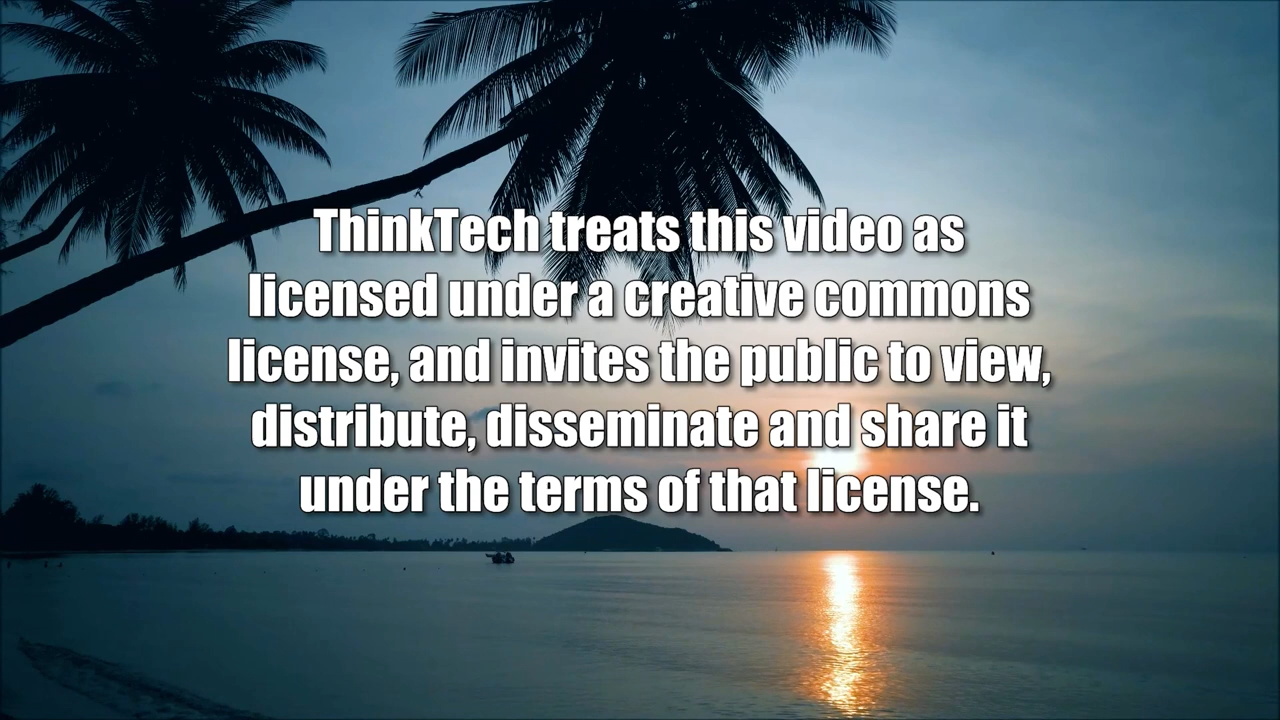 ThinkTech treats this video as
licensed under a creative commons
license, and invites the public to view,
distribute, disseminate and share it
under the terms of that license.